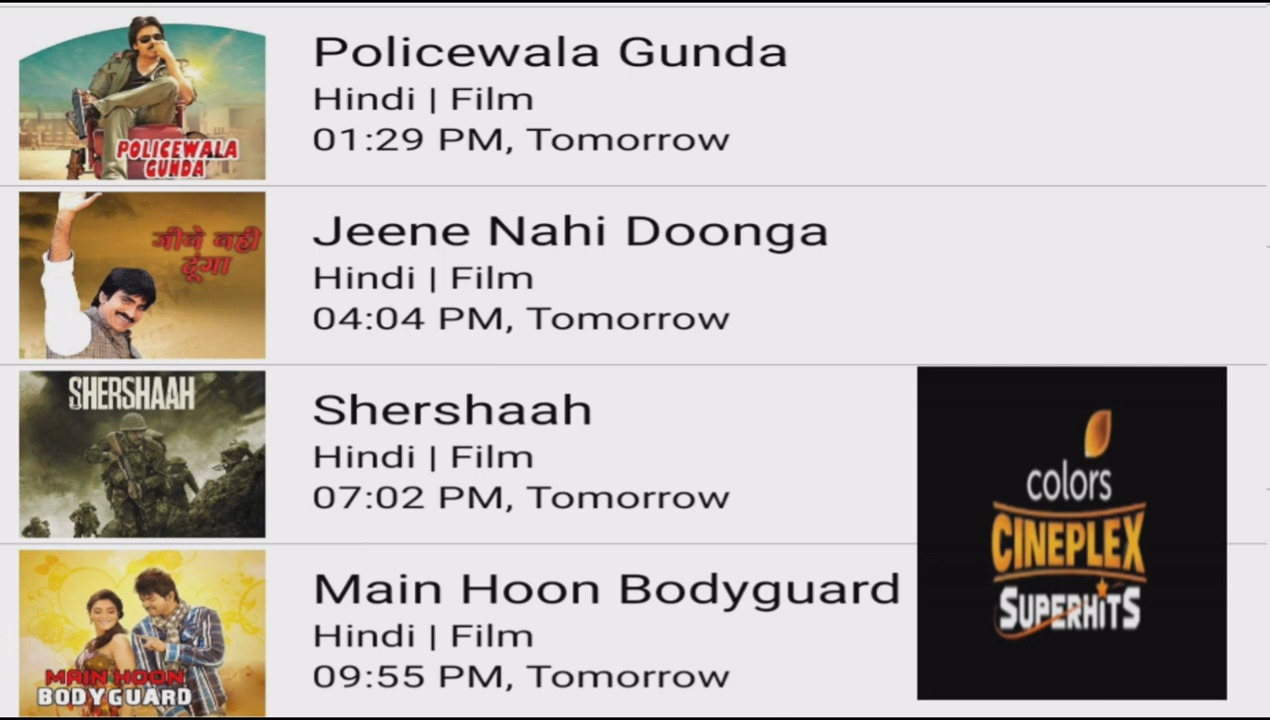 POLICEWALA
GUNDA
Policewala Gunda
Hindi | Film
01:29 PM, Tomorrow
जीने नही
दूंगा
Jeene Nahi Doonga
Hindi | Film
04:04 PM, Tomorrow
SHERSHAAH
Shershaah
Hindi | Film
07:02 PM, Tomorrow
MAIN HOON
BODYGUARD
Main Hoon Bodyguard
Hindi | Film
09:55 PM, Tomorrow
colors
CINEPLEX
SUPERHiTS